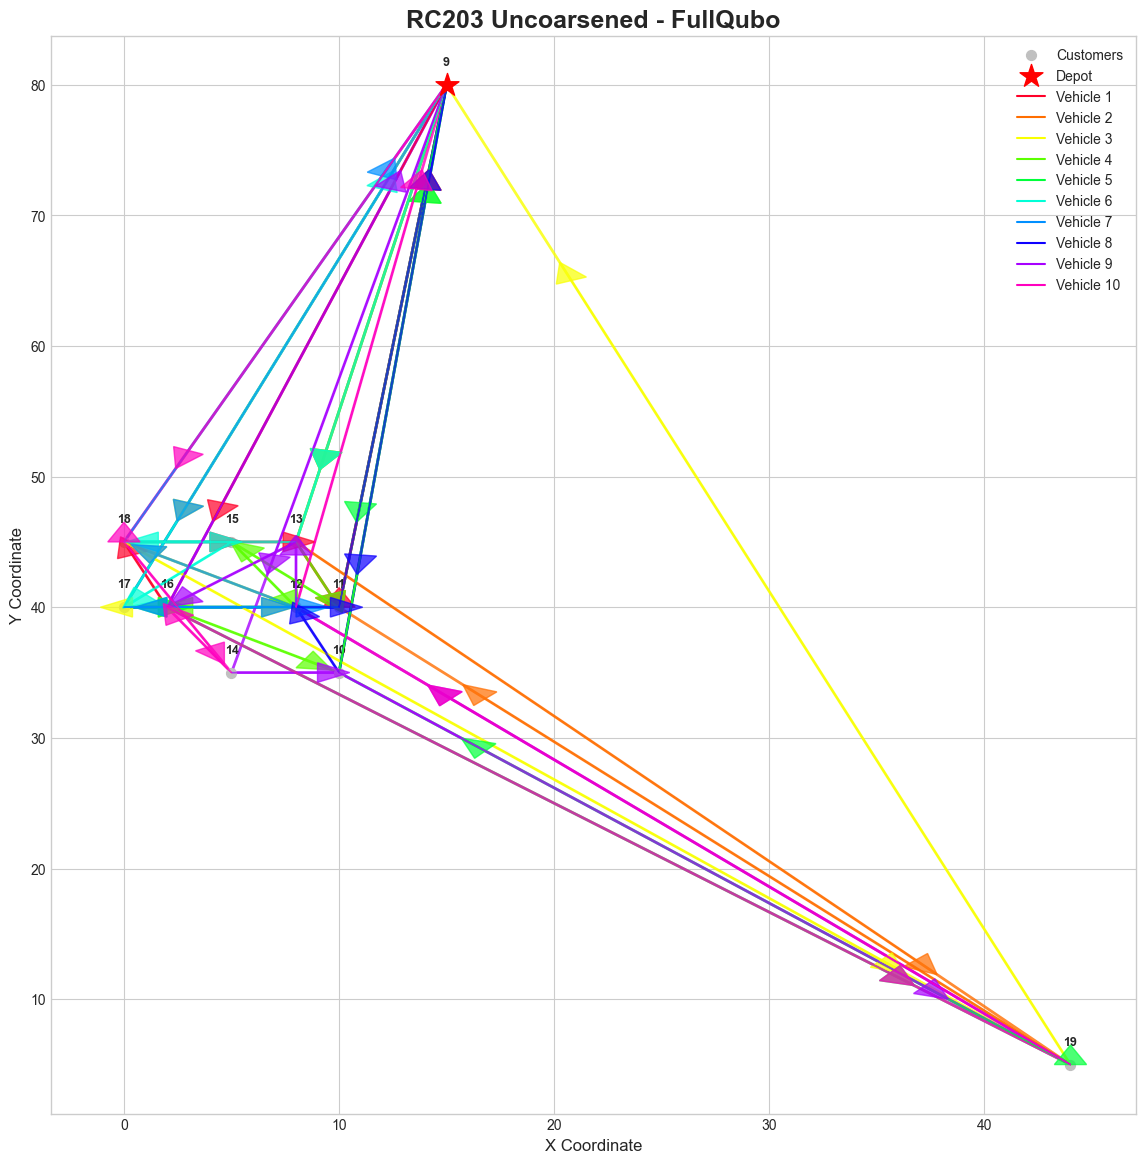 RC203 Uncoarsened - FullQubo
9
Customers
Depot
Vehicle 1
Vehicle 2
Vehicle 3
Vehicle 4
Vehicle 5
Vehicle 6
Vehicle 7
Vehicle 8
Vehicle 9
Vehicle 10
80
70
60
50
18 15 13
17 16 12 11
40
14 10
30
20
10
19
0 10 20 30 40
X Coordinate
Y Coordinate